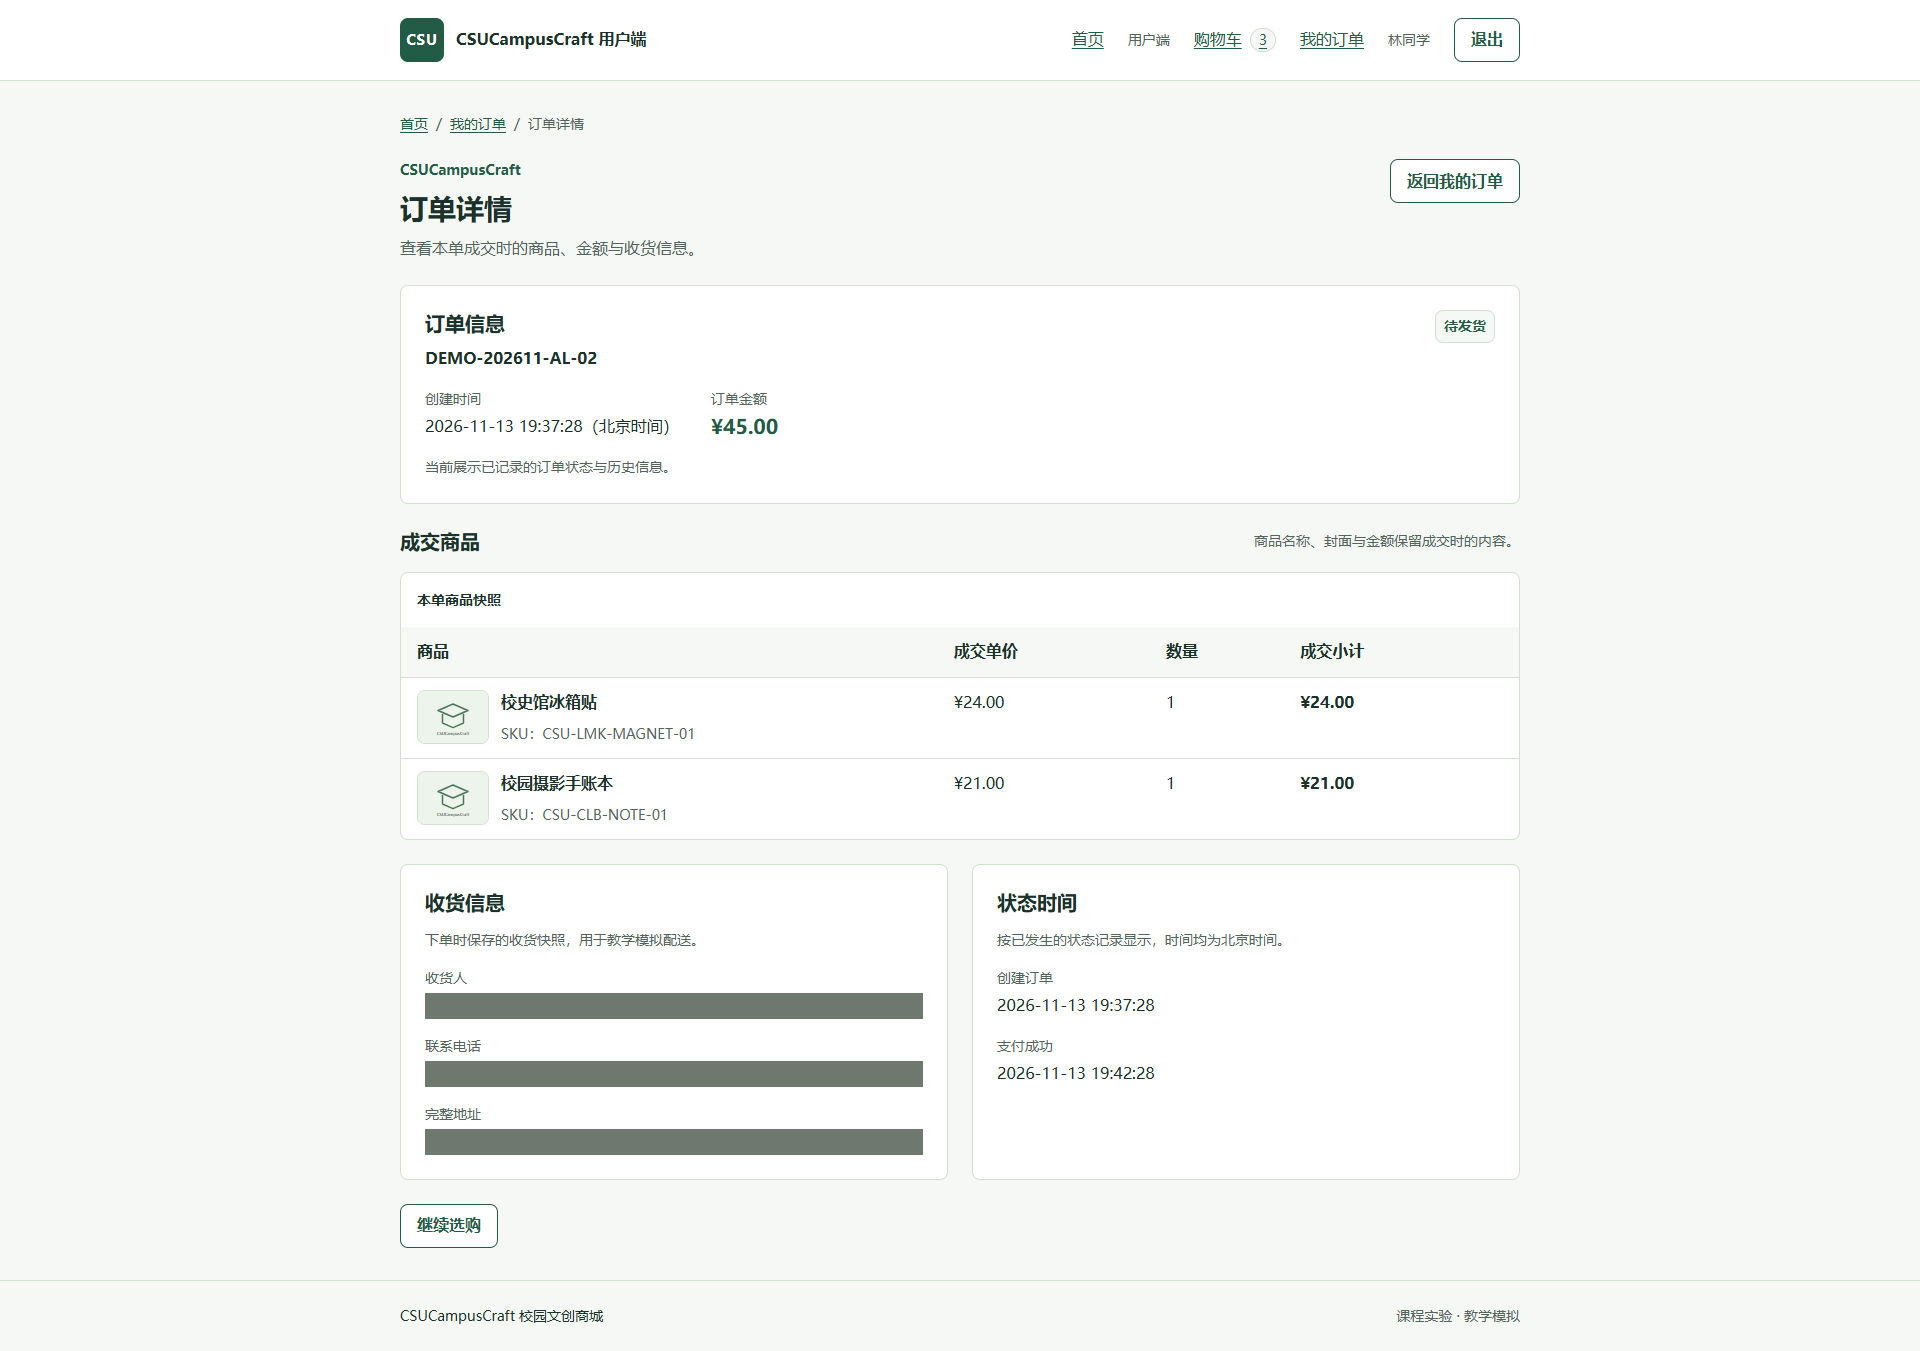 CSU CSUCampusCraft 用户端 首页 用户端 购物车 3 我的订单 林同学 退出
首页 / 我的订单 / 订单详情
CSUCampusCraft
返回我的订单
订单详情
查看本单成交时的商品、金额与收货信息。
订单信息
待发货
DEMO-202611-AL-02
创建时间 订单金额
2026-11-13 19:37:28（北京时间） ¥45.00
当前展示已记录的订单状态与历史信息。
成交商品 商品名称、封面与金额保留成交时的内容。
本单商品快照
商品 成交单价 数量 成交小计
校史馆冰箱贴 ¥24.00 1 ¥24.00
CSUCampusCraft
SKU：CSU-LMK-MAGNET-01
校园摄影手账本 ¥21.00 1 ¥21.00
CSUCampusCraft
SKU：CSU-CLB-NOTE-01
收货信息
下单时保存的收货快照，用于教学模拟配送。
收货人
联系电话
完整地址
状态时间
按已发生的状态记录显示，时间均为北京时间。
创建订单
2026-11-13 19:37:28
支付成功
2026-11-13 19:42:28
继续选购
CSUCampusCraft 校园文创商城 课程实验 · 教学模拟